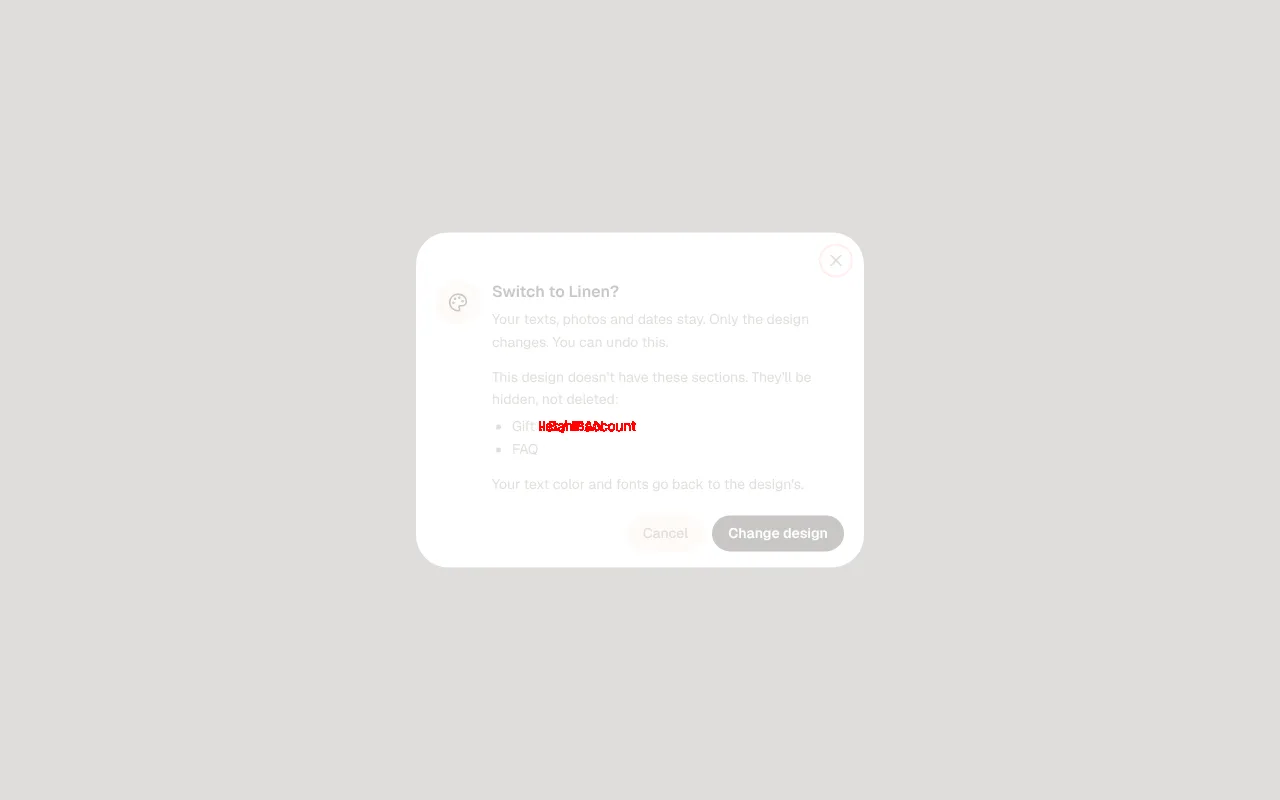 Switch to Linen?
Your texts, photos and dates stay. Only the design
changes. You can undo this.
This design doesn't have these sections. They'll be
hidden, not deleted:
Gift
FAQ
Your text color and fonts go back to the design's.
Cancel
Change design